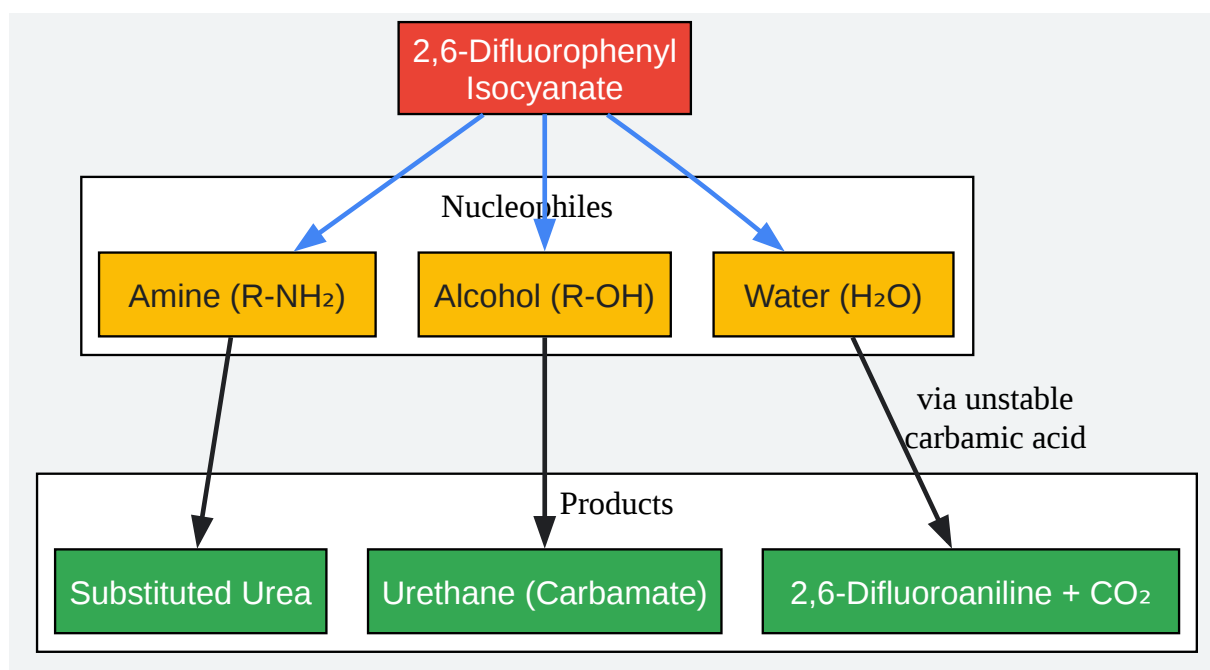 2,6-Difluorophenyl
Isocyanate
Nucleophiles
Amine (R-NH₂)
Alcohol (R-OH)
Water (H₂O)
via unstable
carbamic acid
Products
Substituted Urea
Urethane (Carbamate)
2,6-Difluoroaniline + CO₂